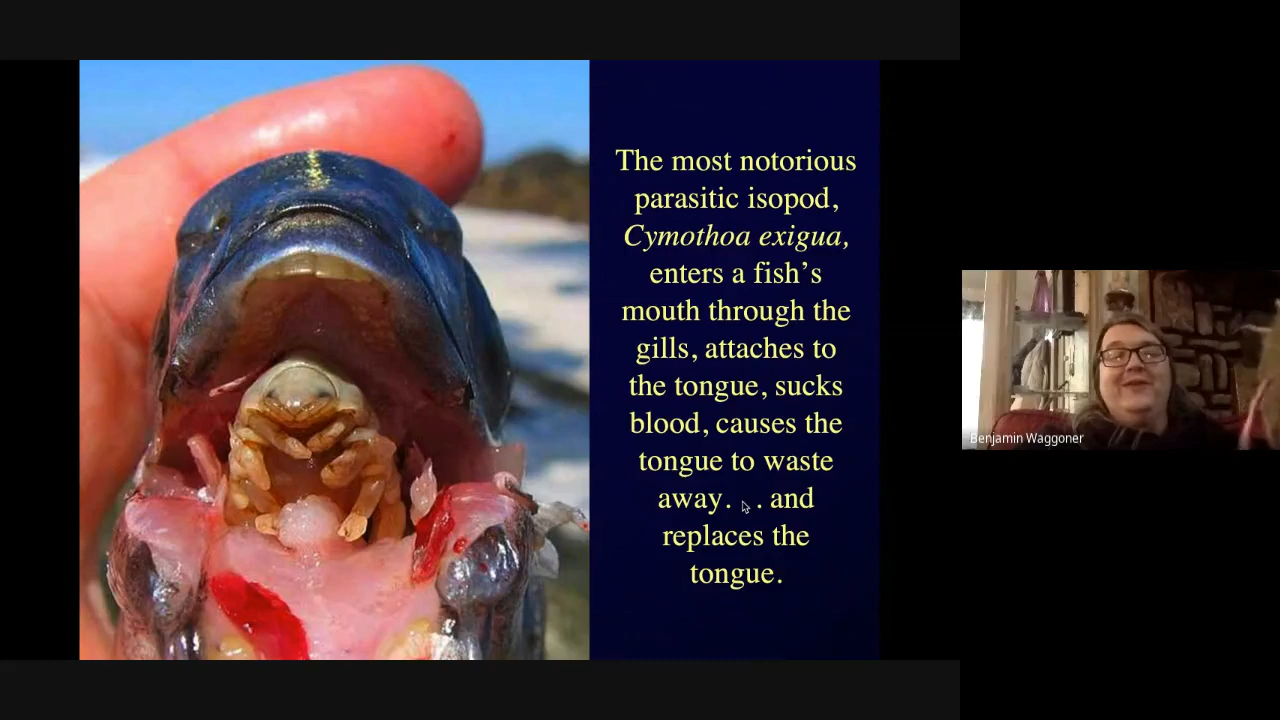 The most notorious
parasitic isopod,
Cymothoa exigua,
enters a fish’s
mouth through the
gills, attaches to
the tongue, sucks
blood, causes the
tongue to waste
away. . . and
replaces the
tongue.
Benjamin Waggoner